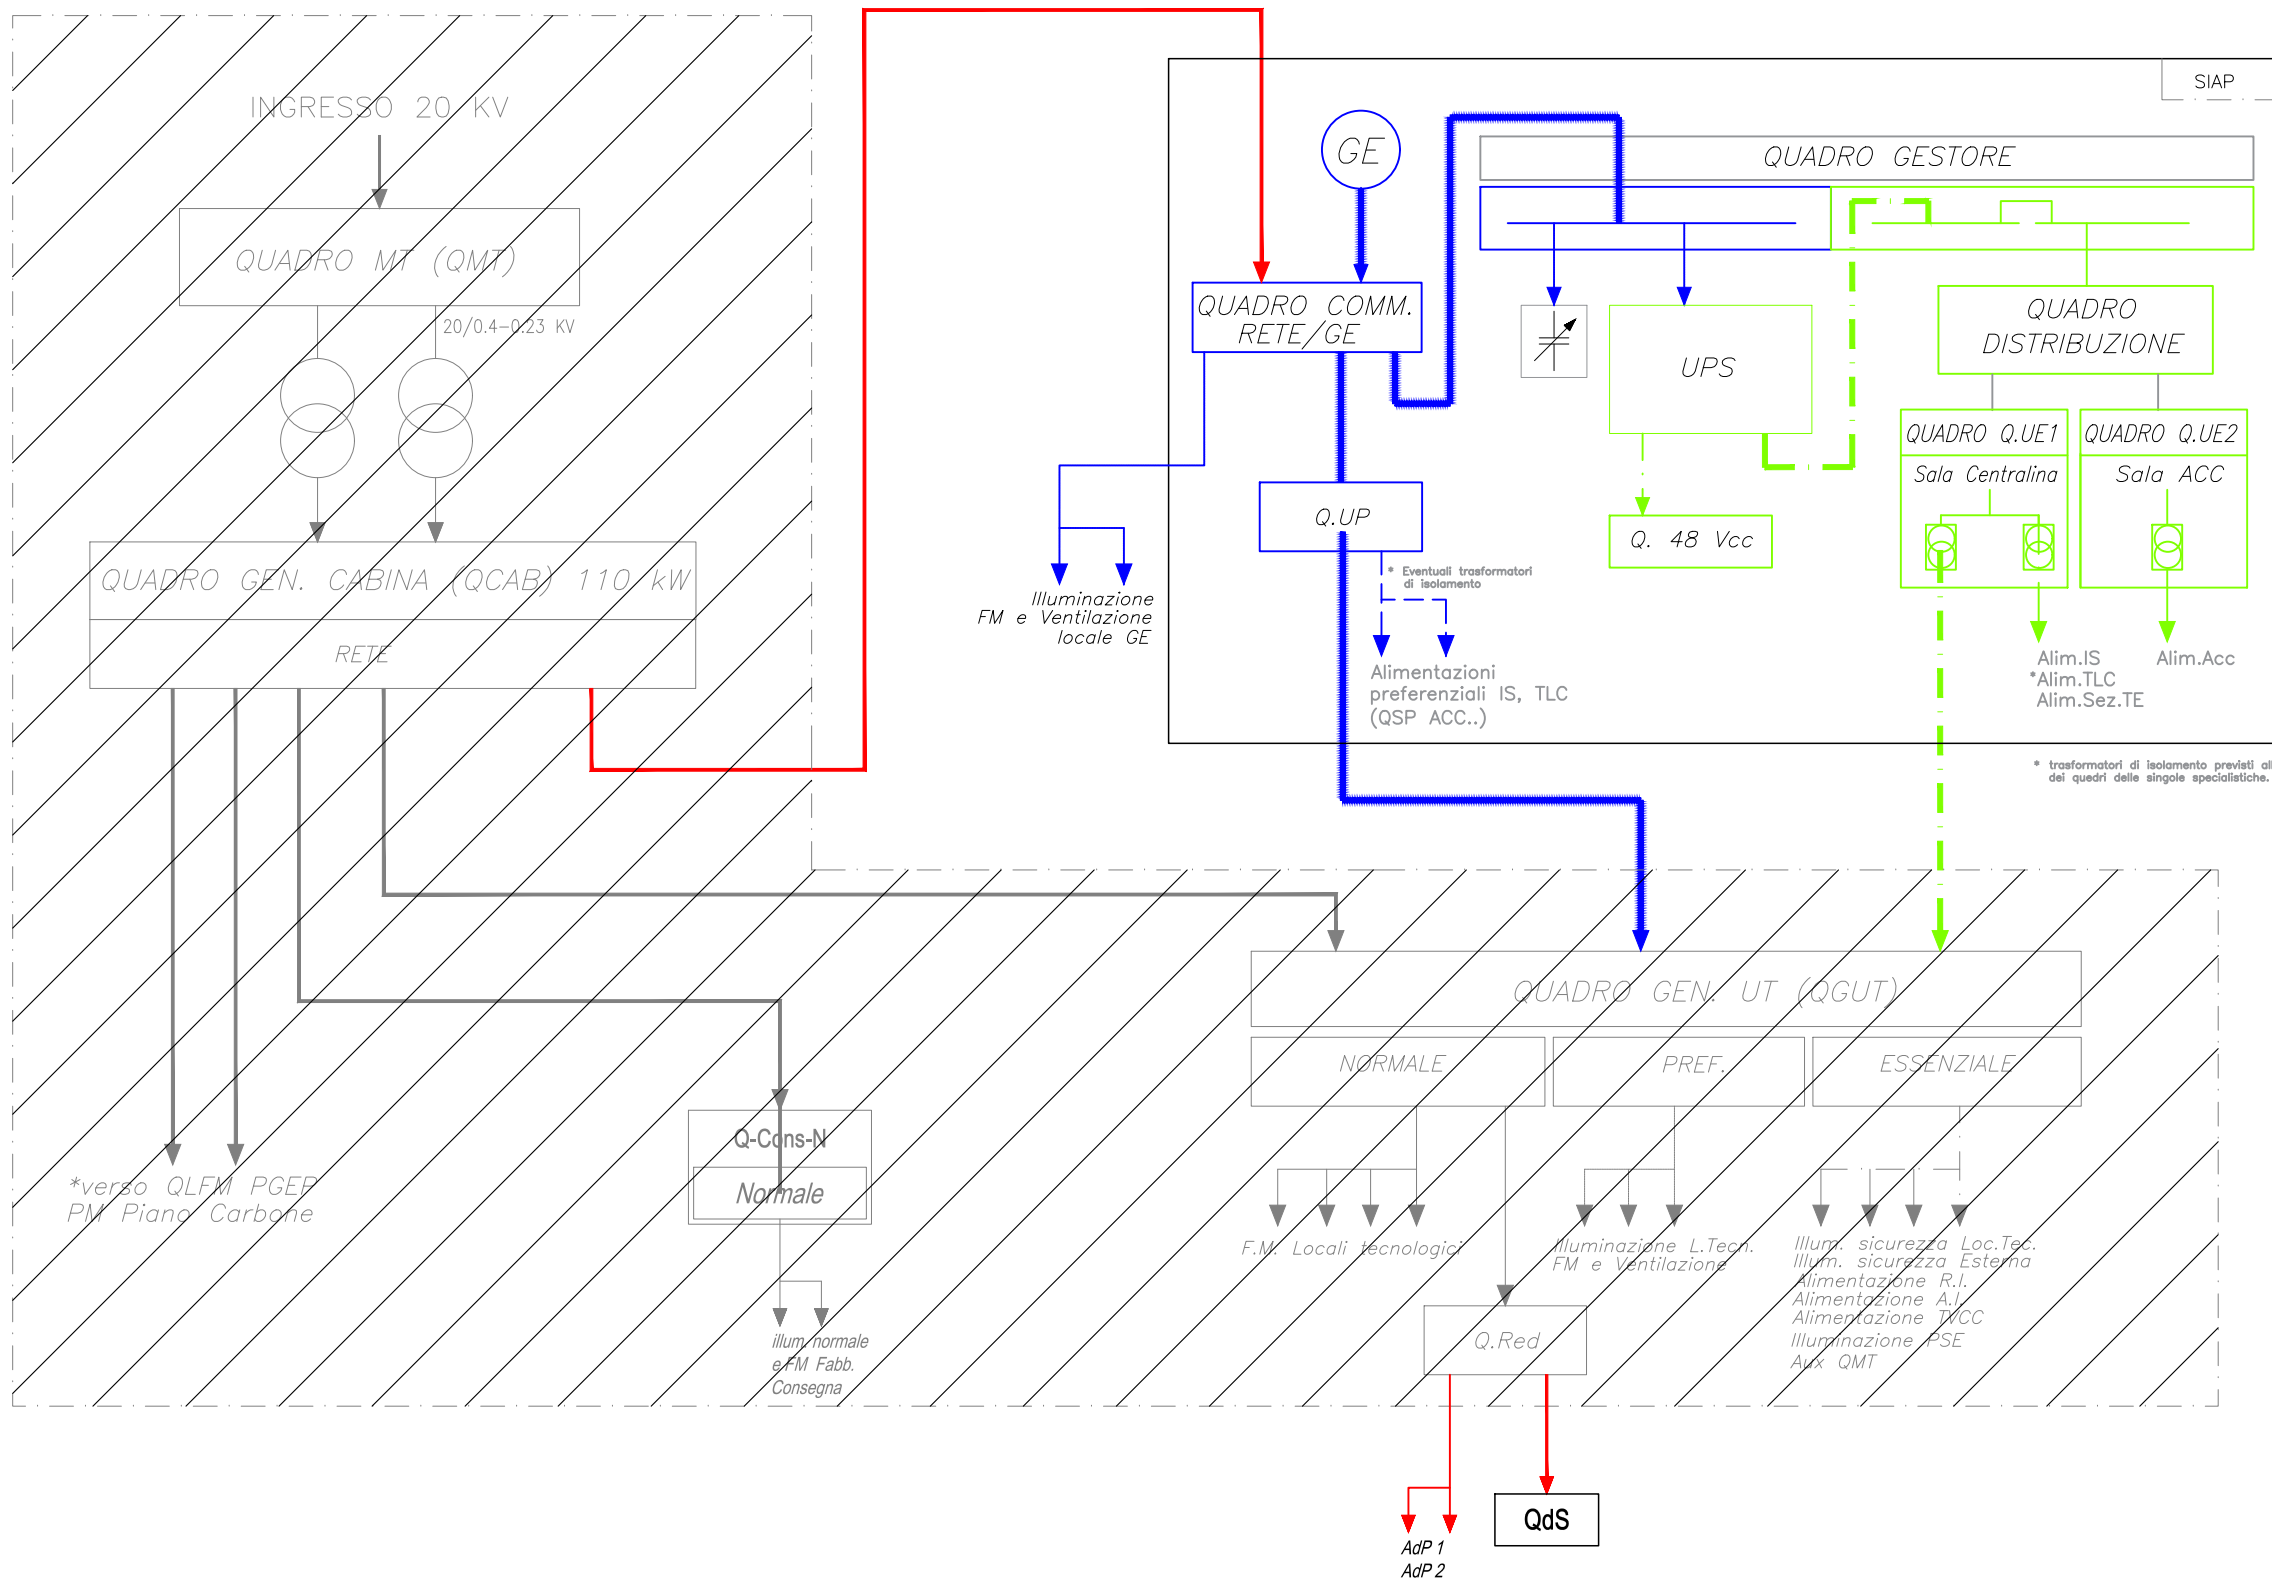 SIAP
INGRESSO 20 KV
GE
QUADRO GESTORE
QUADRO MT (QMT)
20/0.4-0.23 KV
QUADRO COMM.
RETE/GE
UPS
QUADRO
DISTRIBUZIONE
QUADRO Q.UE1
Sala Centralina
QUADRO Q.UE2
Sala ACC
Q.UP
Q. 48 Vcc
QUADRO GEN. CABINA (QCAB) 110 kW
RETE
* Eventuali trasformatori
di isolamento
Illuminazione
FM e Ventilazione
locale GE
Alimentazioni
preferenziali IS, TLC
(QSP ACC..)
Alim.IS
*Alim.TLC
Alim.Sez.TE
Alim.Acc
* trasformatori di isolamento previsti all
dei quedri delle singole specialistiche.
QUADRO GEN. UT (QGUT)
NORMALE
PREF.
ESSENZIALE
Q-Cons-N
Normale
*verso QLFM PGEP
PM Piano Carbone
F.M. Locali tecnologici
Illuminazione L.Tecn.
FM e Ventilazione
Illum. sicurezza Loc.Tec.
Illum. sicurezza Esterna
Alimentazione R.I.
Alimentazione A.I.
Alimentazione TVCC
Illuminazione PSE
Aux QMT
illum. normale
e FM Fabb.
Consegna
Q.Red
QdS
AdP 1
AdP 2